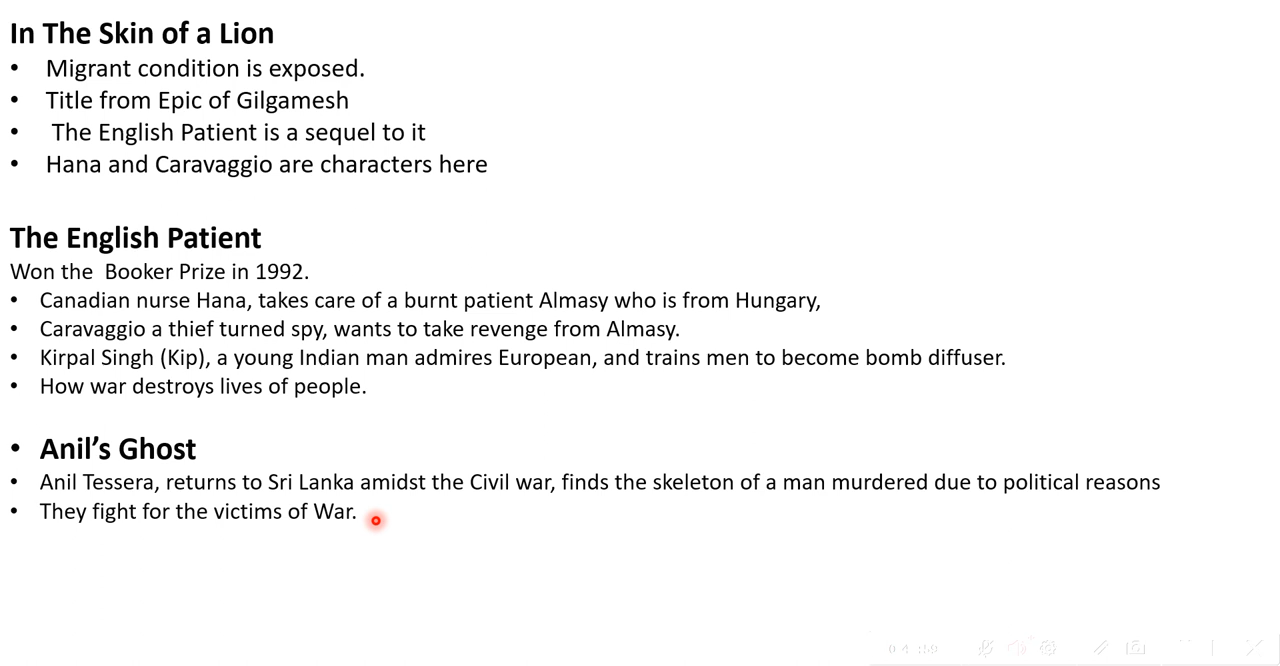 In The Skin of a Lion
• Migrant condition is exposed.
• Title from Epic of Gilgamesh
• The English Patient is a sequel to it
• Hana and Caravaggio are characters here
The English Patient
Won the Booker Prize in 1992.
• Canadian nurse Hana, takes care of a burnt patient Almasy who is from Hungary,
• Caravaggio a thief turned spy, wants to take revenge from Almasy.
• Kirpal Singh (Kip), a young Indian man admires European, and trains men to become bomb diffuser.
• How war destroys lives of people.
• Anil’s Ghost
• Anil Tessera, returns to Sri Lanka amidst the Civil war, finds the skeleton of a man murdered due to political reasons
• They fight for the victims of War.